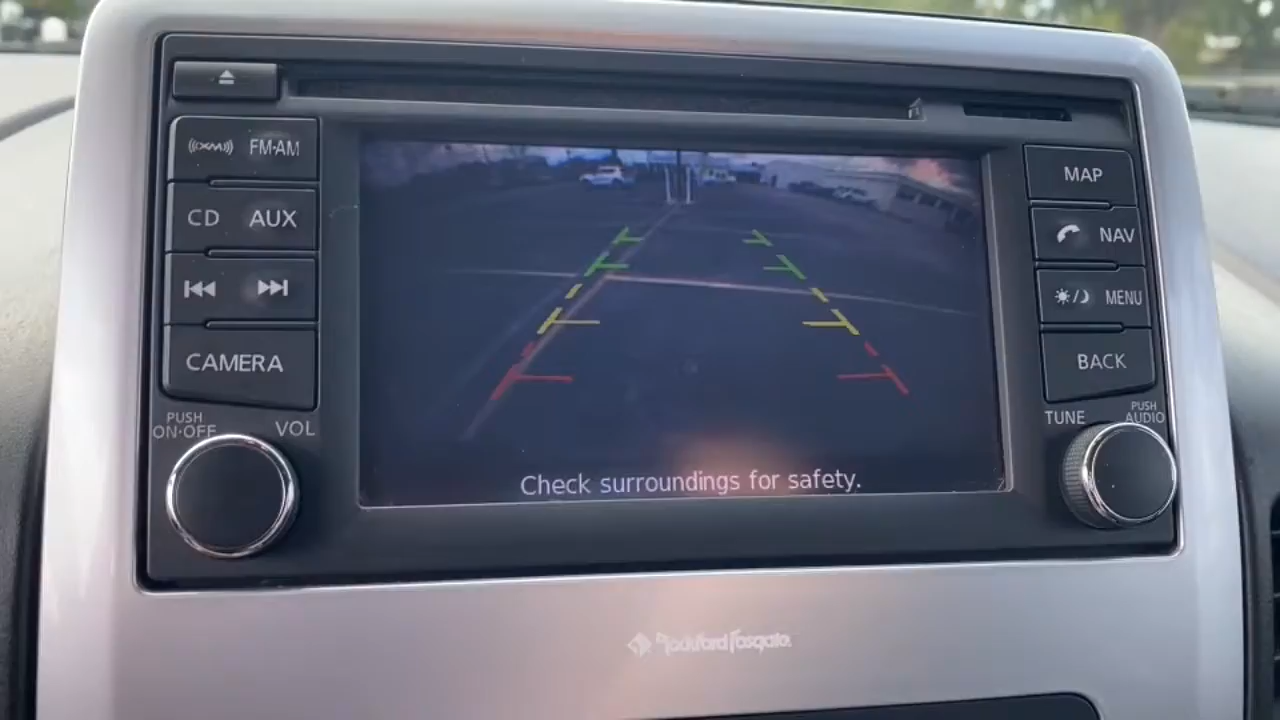 ((XM)) FM·AM
CD AUX
CAMERA
PUSH
ON·OFF
VOL
MAP
NAV
MENU
BACK
TUNE
PUSH
AUDIO
Check surroundings for safety.
Rockford Fosgate